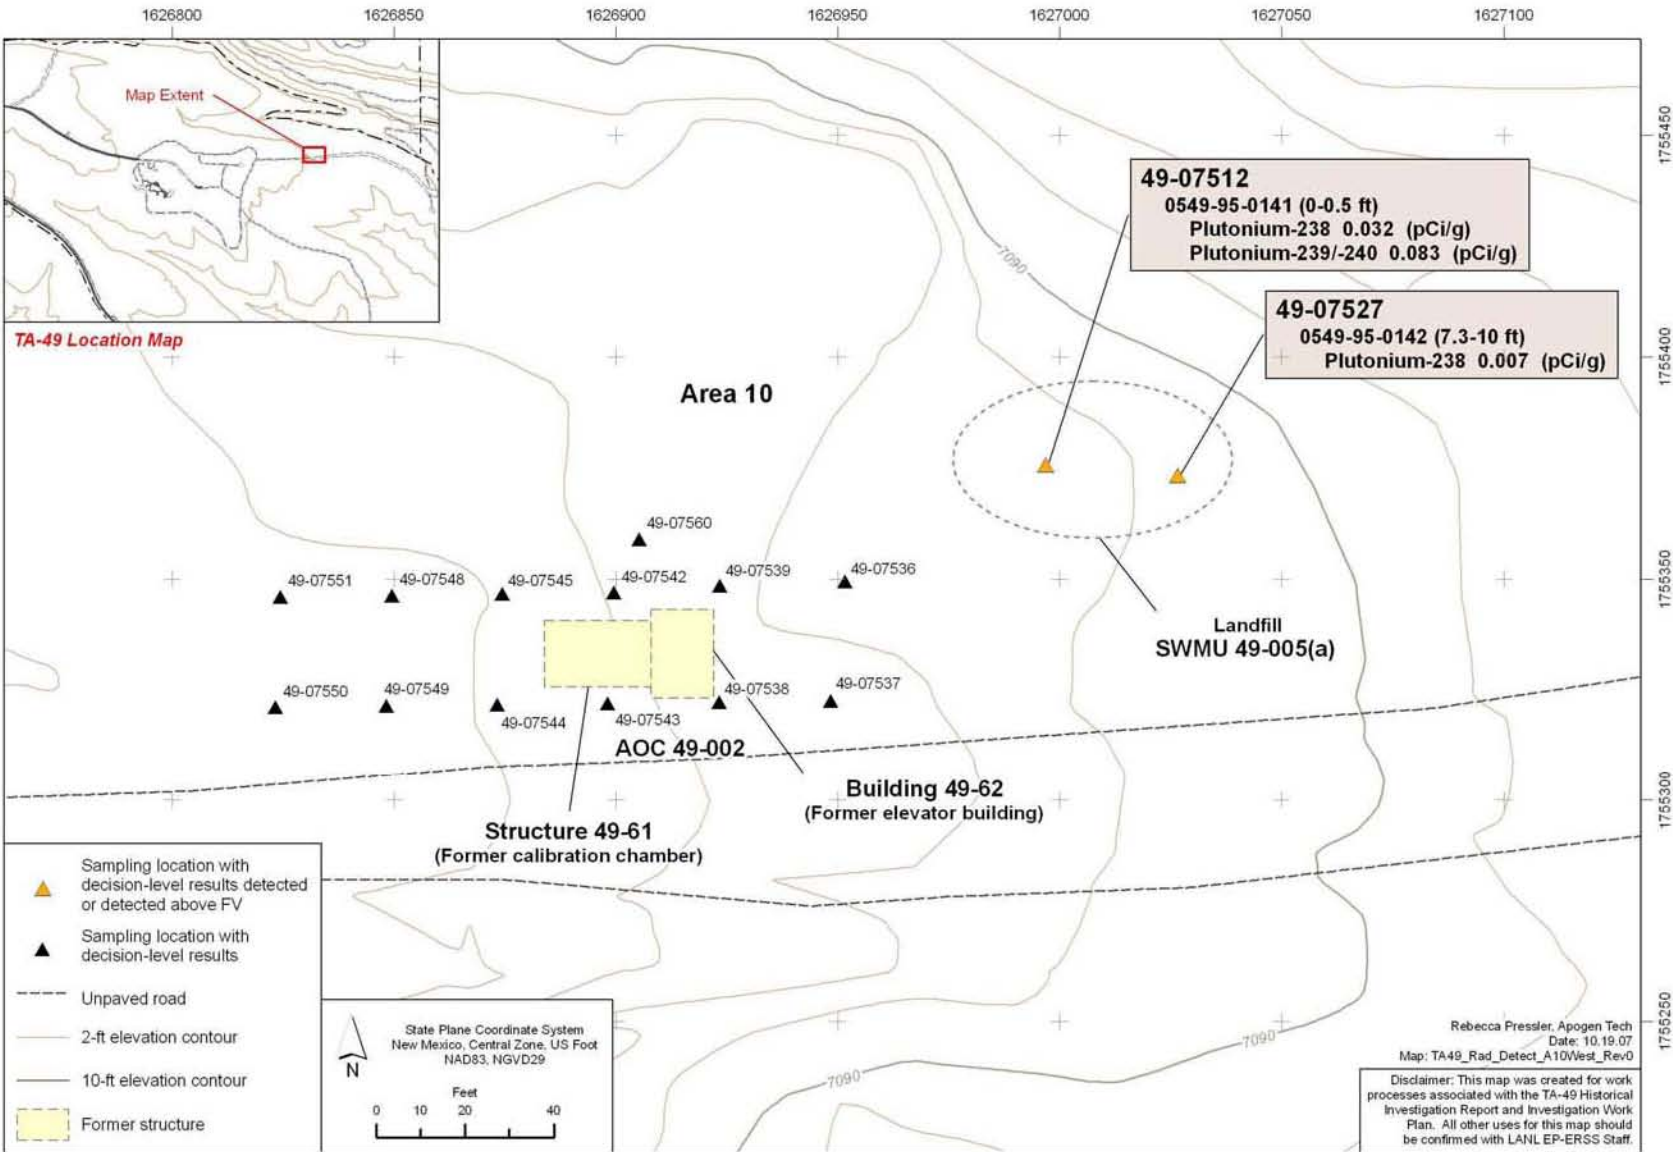 1626800
1626850
1626900
1626950
1627000
1627050
1627100
Map Extent
TA-49 Location Map
1755450
1755400
1755350
1755300
1755250
7090
49-07512
0549-95-0141 (0-0.5 ft)
Plutonium-238 0.032 (pCi/g)
Plutonium-239/-240 0.083 (pCi/g)
49-07527
0549-95-0142 (7.3-10 ft)
Plutonium-238 0.007 (pCi/g)
Area 10
49-07560
49-07551
49-07548
49-07545
49-07542
49-07539
49-07536
Landfill
SWMU 49-005(a)
49-07550
49-07549
49-07544
49-07543
49-07538
49-07537
AOC 49-002
Building 49-62
(Former elevator building)
Structure 49-61
(Former calibration chamber)
7090
7090
Sampling location with
decision-level results detected
or detected above FV
Sampling location with
decision-level results
Unpaved road
2-ft elevation contour
10-ft elevation contour
Former structure
N
State Plane Coordinate System
New Mexico, Central Zone, US Foot
NAD83, NGVD29
Feet
0 10 20 40
Rebecca Pressler, Apogen Tech
Date: 10.19.07
Map: TA49_Rad_Detect_A10West_Rev0
Disclaimer: This map was created for work
processes associated with the TA-49 Historical
Investigation Report and Investigation Work
Plan. All other uses for this map should
be confirmed with LANL EP-ERSS Staff.